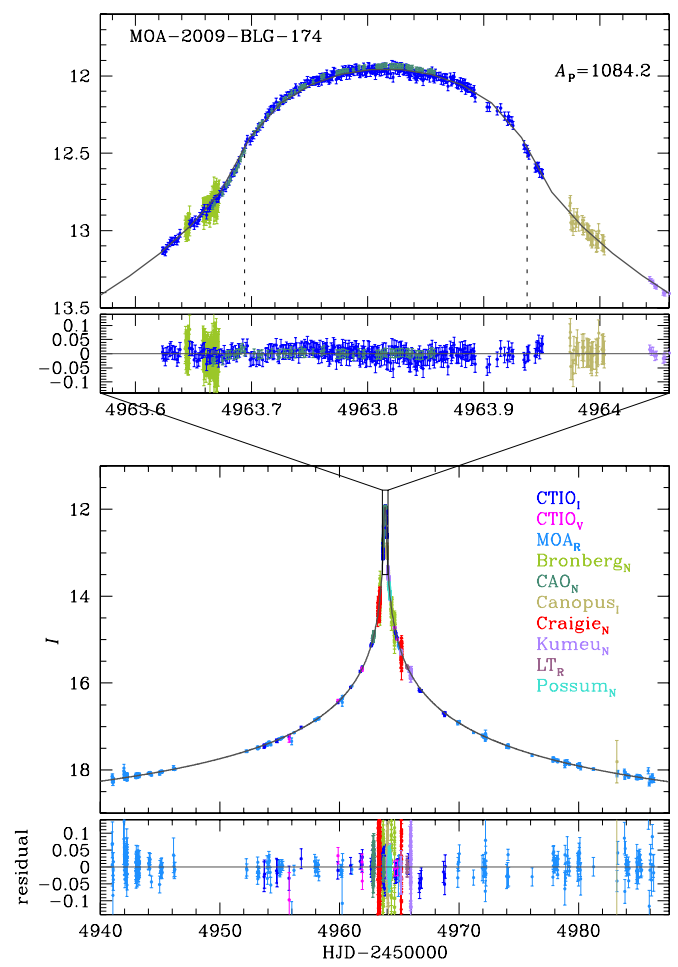 MOA-2009-BLG-174
A_P=1084.2
12
12.5
13
13.5
0.1
0.05
0
-0.05
-0.1
4963.6 4963.7 4963.8 4963.9 4964
12
14
16
18
I
CTIO_I
CTIO_V
MOA_R
Bronberg_N
CAO_N
Canopus_I
Craigie_N
Kumeu_N
LT_R
Possum_N
residual
0.1
0.05
0
-0.05
-0.1
4940 4950 4960 4970 4980
HJD-2450000